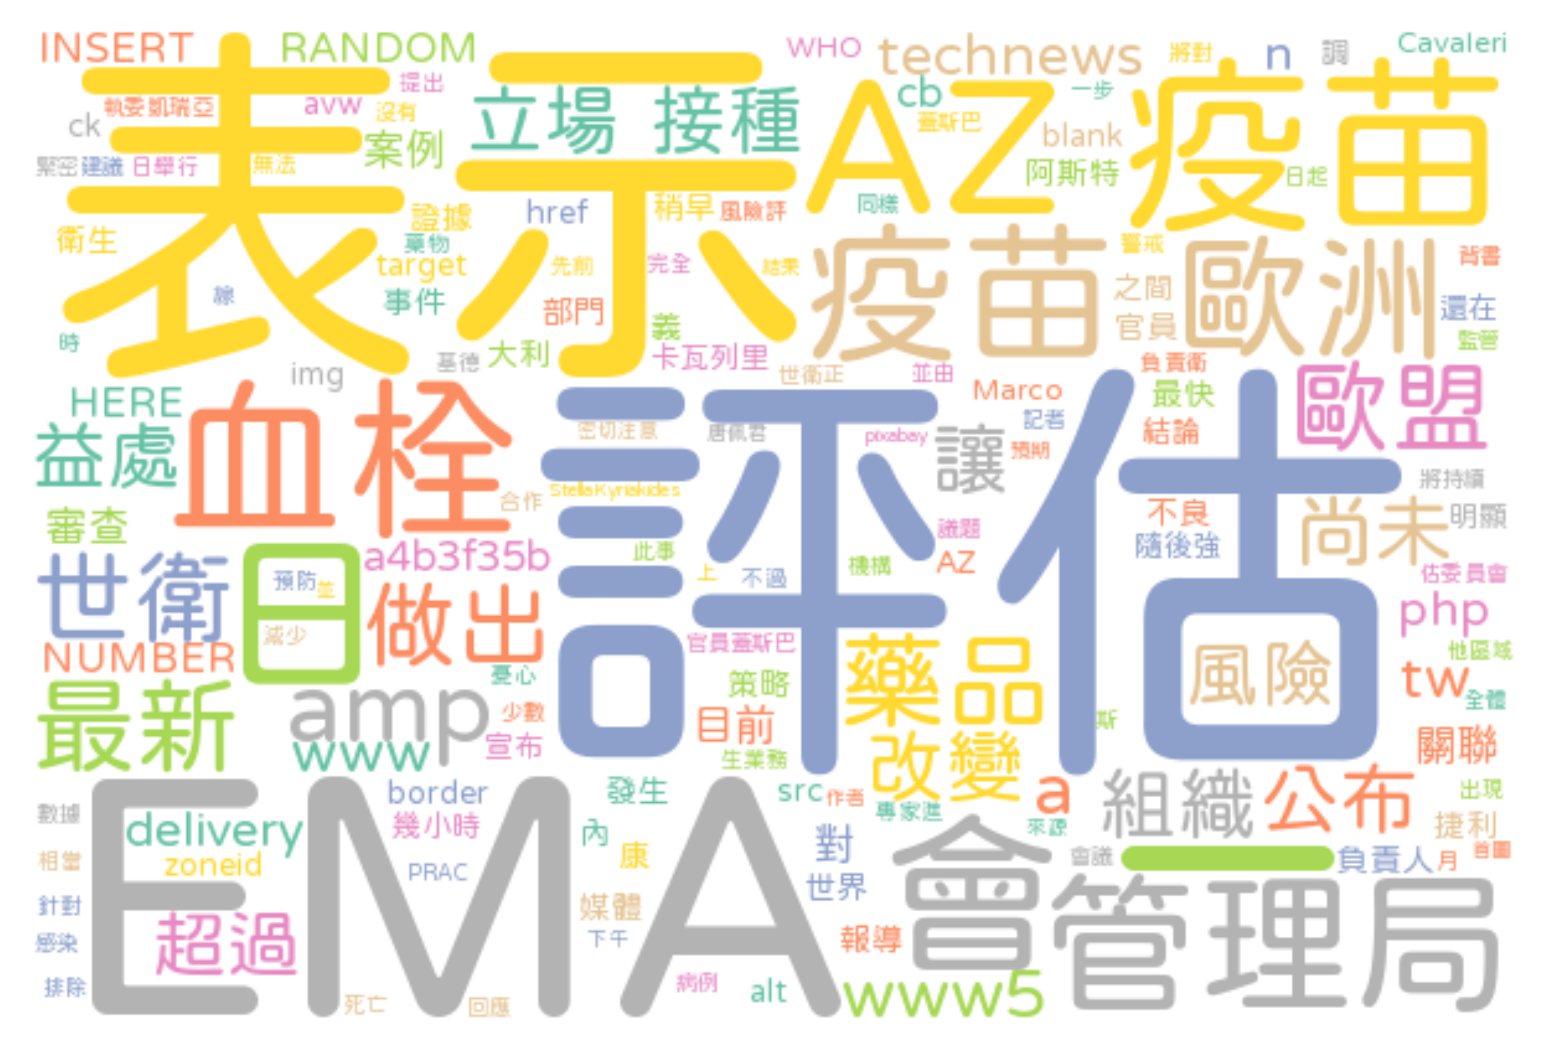 INSERT
RANDOM
WHO
technews
將對
n
調
Cavaleri
表示
提出
執委凱瑞亞
avw
沒有
立場 接種
AZ疫苗
cb
一步
ck
案例
蓋斯巴
blank
緊密
建議
日舉行
無法
阿斯特
日起
衛生
證據
href
稍早
風險評
同樣
藥物
target
先前
完全
結果
疫苗
警戒
歐洲
背書
線
事件
部門
之間
還在
義
官員
時
監管
img
基德
大利
卡瓦列里
世衛正
並由
負責衛
歐盟
HERE
血栓
評估
Marco
最快
益處
密切注意
唐佩君
pixabay
讓
記者
預期
結論
StellaKyriakides
合作
將持續
審查
不良
尚未
明顯
議題
隨後強
世衛
日
a4b3f35b
此事
上
不過
機構
AZ
預防
並
估委員會
減少
做出
php
NUMBER
官員蓋斯巴
藥品
風險
他區域
憂心
策略
tw
最新
amp
少數
目前
全體
斯
www
宣布
生業務
改變
關聯
EMA
border
發生
src
作者
a
組織
公布
出現
數據
delivery
幾小時
專家進
來源
捷利
內
對
相當
zoneid
康
會議
一
負責人
月
首圖
PRAC
世界
會
管理局
針對
超過
媒體
感染
下午
報導
排除
病例
alt
www5
死亡
回應